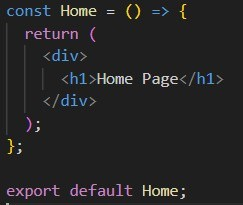 const Home = () => {
  return (
    <div>
      <h1>Home Page</h1>
    </div>
  );
};

export default Home;